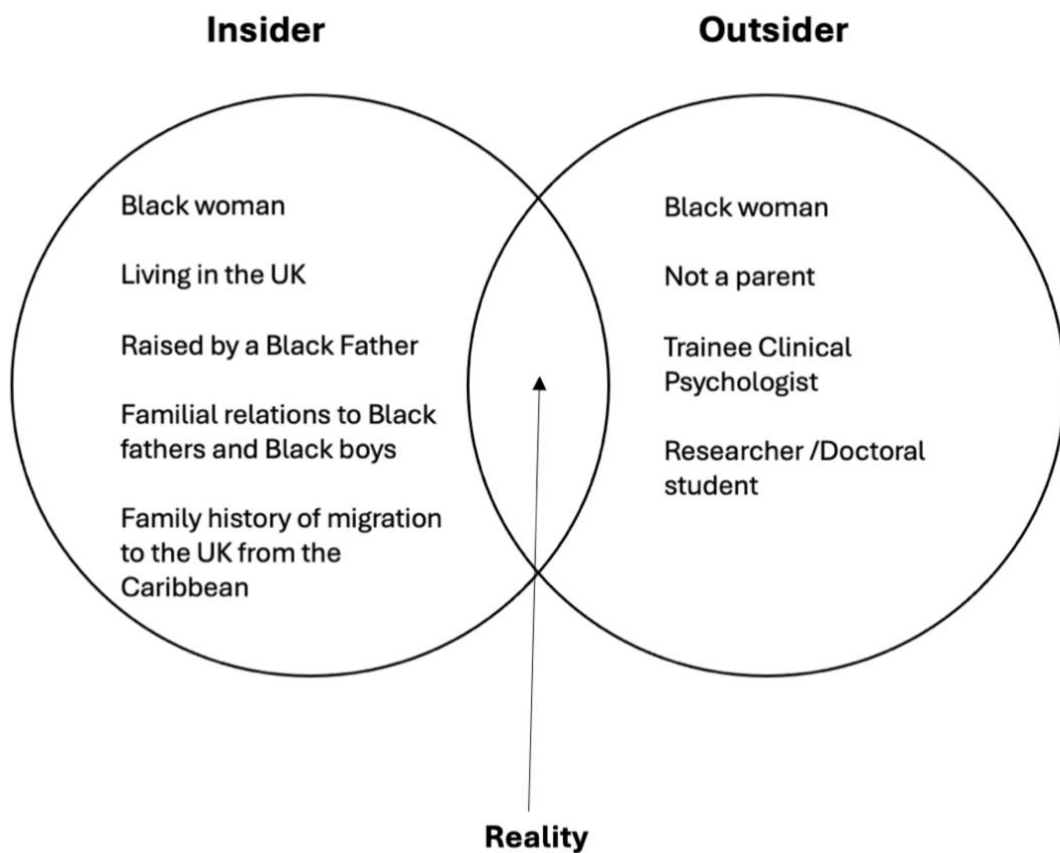 Insider
Outsider
Black woman
Living in the UK
Raised by a Black Father
Familial relations to Black
fathers and Black boys
Family history of migration
to the UK from the
Caribbean
Black woman
Not a parent
Trainee Clinical
Psychologist
Researcher /Doctoral
student
Reality